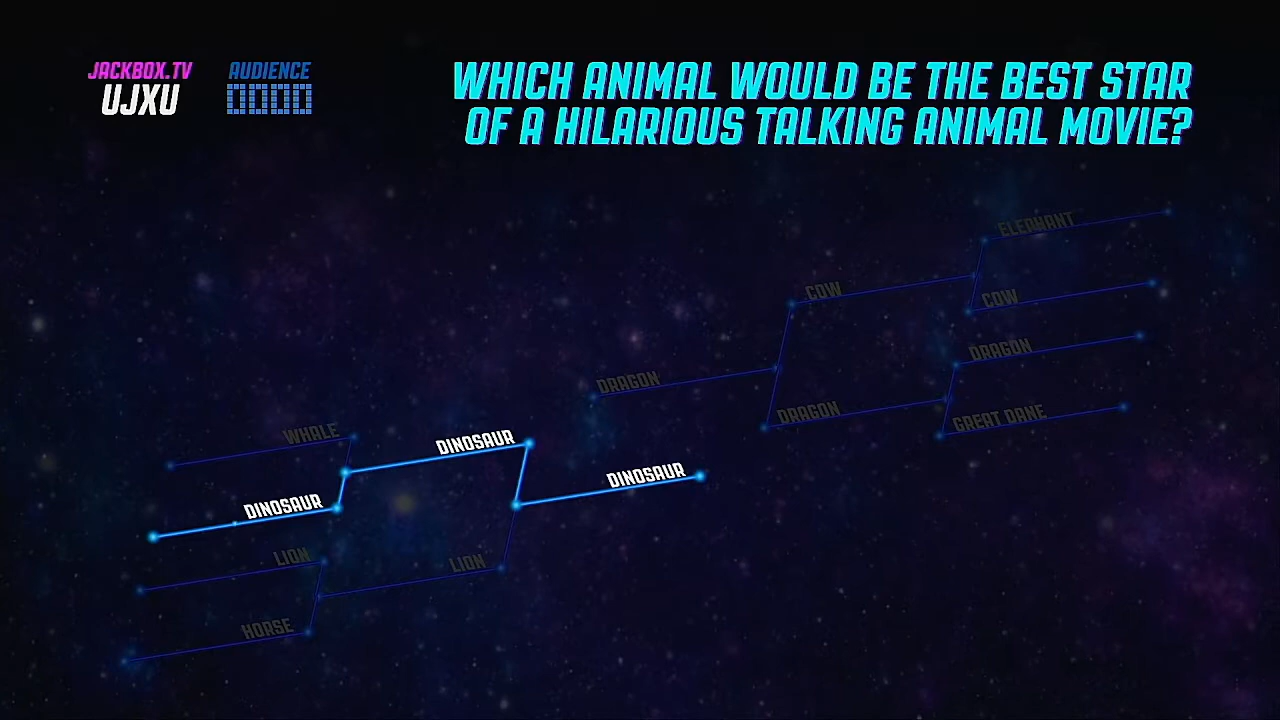 JACKBOX.TV
UJXU
AUDIENCE
0000
WHICH ANIMAL WOULD BE THE BEST STAR
OF A HILARIOUS TALKING ANIMAL MOVIE?
ELEPHANT
COW
COW
DRAGON
DRAGON
DRAGON
GREAT DANE
WHALE
DINOSAUR
DINOSAUR
DINOSAUR
LION
LION
HORSE